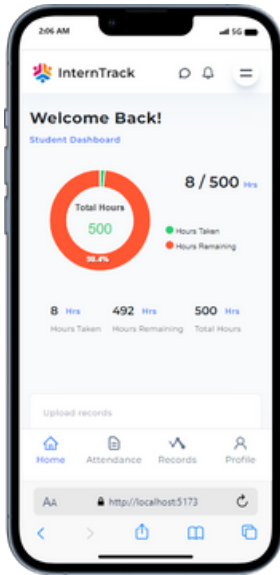 2:06 AM 5G
InternTrack
Welcome Back!
Student Dashboard
8 / 500 Hrs
Total Hours
500
98.4%
Hours Taken
Hours Remaining
8 Hrs 492 Hrs 500 Hrs
Hours Taken Hours Remaining Total Hours
Upload records
Home Attendance Records Profile
AA http://localhost:5173